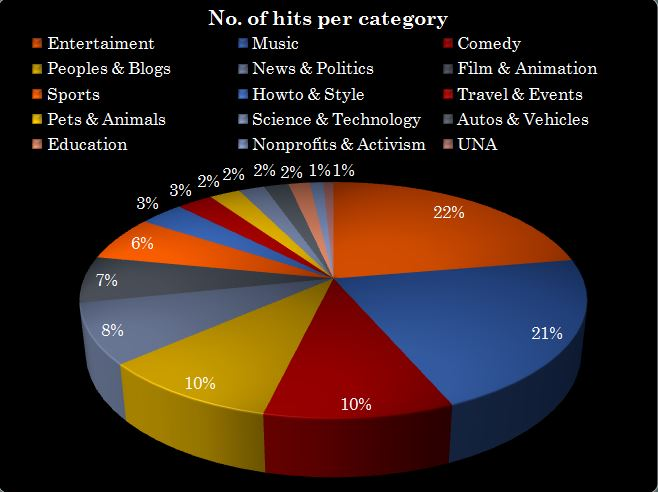 No. of hits per category
Entertaiment Music Comedy
Peoples & Blogs News & Politics Film & Animation
Sports Howto & Style Travel & Events
Pets & Animals Science & Technology Autos & Vehicles
Education Nonprofits & Activism UNA
2% 2% 2% 2% 1% 1%
3% 3%
22%
6%
7%
8%
21%
10%
10%